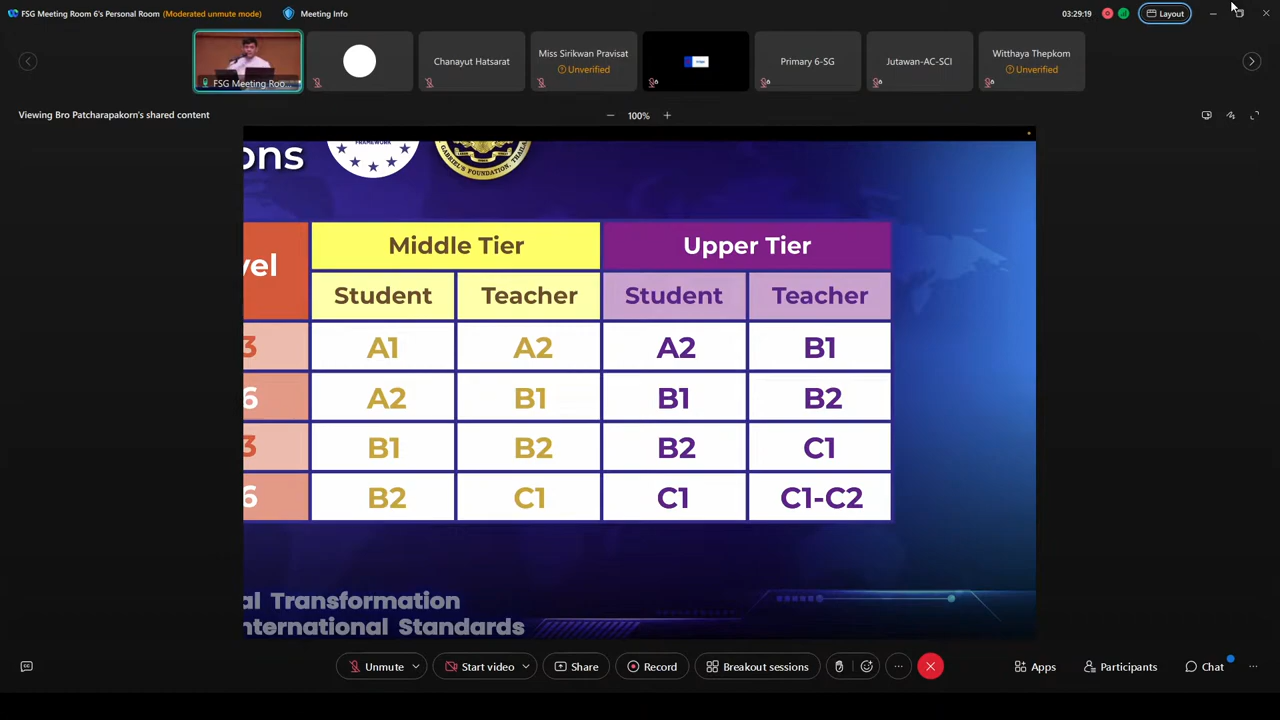 FSG Meeting Room 6's Personal Room (Moderated unmute mode) Meeting Info 03:29:19 Layout
FSG Meeting Roo...
Chanayut Hatsarat
Miss Sirikwan Pravisat
Unverified
Primary 6-SG
Jutawan-AC-SCI
Witthaya Thepkom
Unverified
Viewing Bro Patcharapakorn's shared content
100%
ons
FRAMEWORK
GABRIEL'S FOUNDATION, THAIL
vel Middle Tier Upper Tier
Student Teacher Student Teacher
3 A1 A2 A2 B1
6 A2 B1 B1 B2
3 B1 B2 B2 C1
6 B2 C1 C1 C1-C2
al Transformation
nternational Standards
Unmute Start video Share Record Breakout sessions Apps Participants Chat